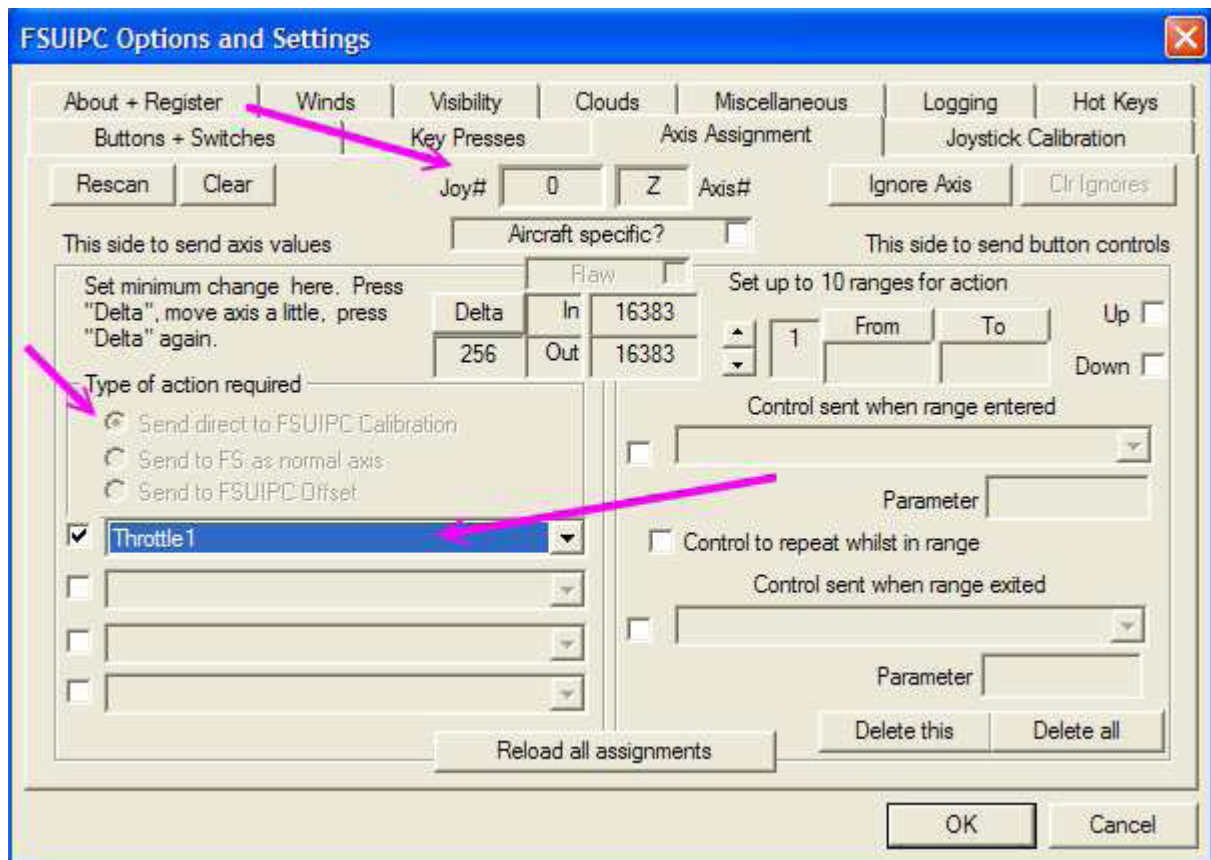 FSUIPC Options and Settings
About + Register Winds Visibility Clouds Miscellaneous Logging Hot Keys
Buttons + Switches Key Presses Axis Assignment Joystick Calibration
Rescan Clear Joy# 0 Z Axis# Ignore Axis Clr Ignores
Aircraft specific?
This side to send axis values
This side to send button controls
Raw
Set minimum change here. Press
"Delta", move axis a little, press
"Delta" again.
Delta In 16383
256 Out 16383
Set up to 10 ranges for action
1 From To Up
Down
Type of action required
Send direct to FSUIPC Calibration
Send to FS as normal axis
Send to FSUIPC Offset
Throttle1
Control sent when range entered
Parameter
Control to repeat whilst in range
Control sent when range exited
Parameter
Delete this Delete all
Reload all assignments
OK Cancel